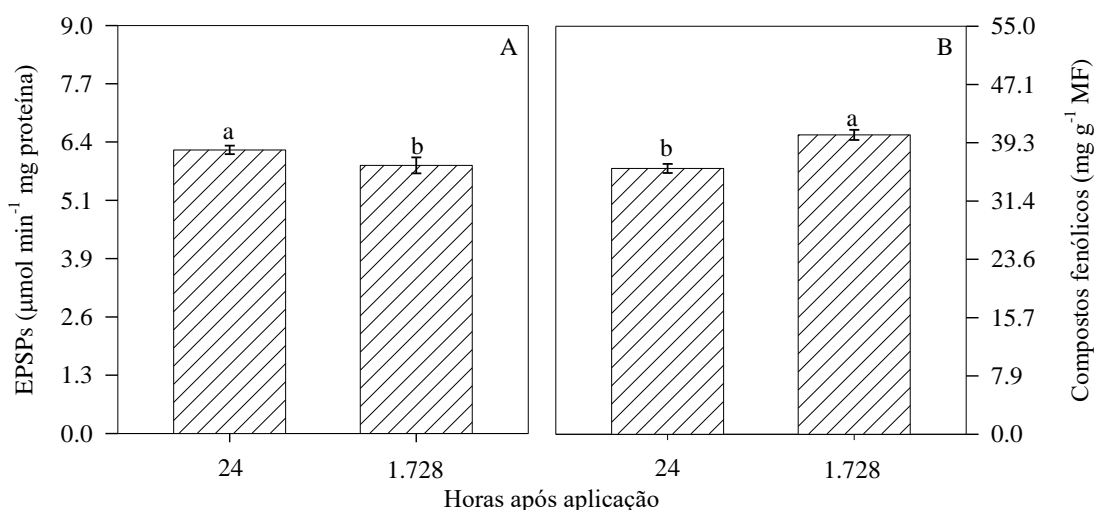 EPSPs (µmol min⁻¹ mg proteína)
9.0
7.7
6.4
5.1
3.9
2.6
1.3
0.0
A
a
b
24
1.728
B
b
a
24
1.728
55.0
47.1
39.3
31.4
23.6
15.7
7.9
0.0
Compostos fenólicos (mg g⁻¹ MF)
Horas após aplicação